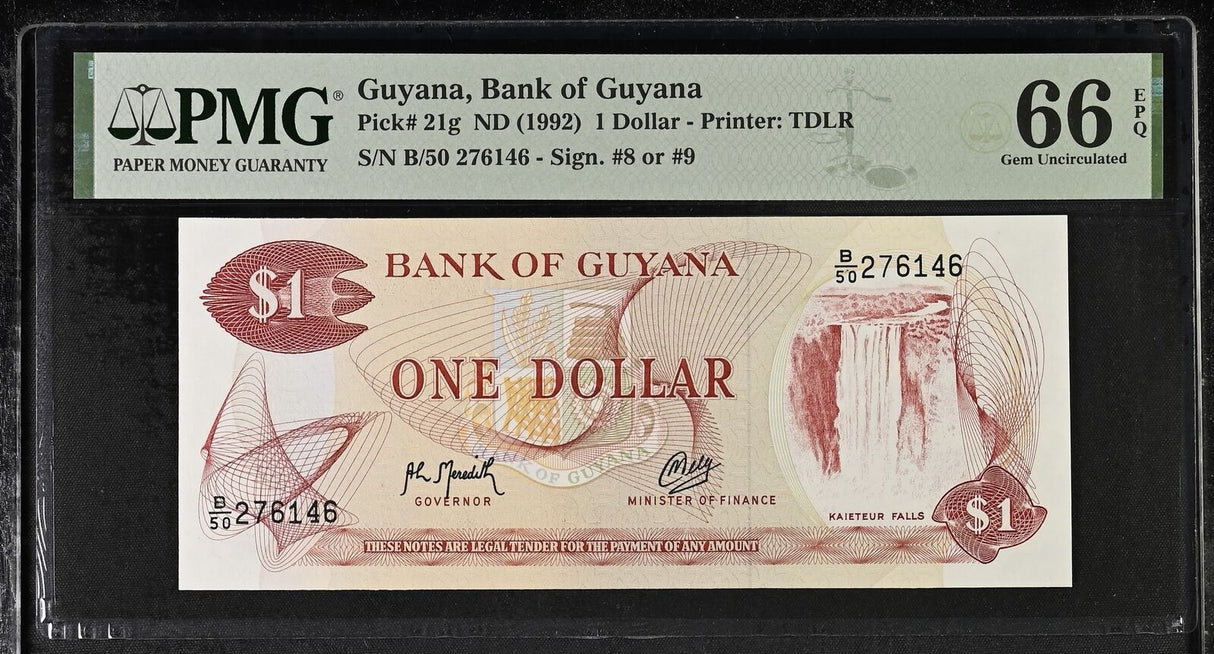 PMG®
PAPER MONEY GUARANTY
Guyana, Bank of Guyana
Pick# 21g ND (1992) 1 Dollar - Printer: TDLR
S/N B/50 276146 - Sign. #8 or #9
66
EPQ
Gem Uncirculated
$1
BANK OF GUYANA
B/50 276146
ONE DOLLAR
BANK OF GUYANA
GOVERNOR
MINISTER OF FINANCE
KAIETEUR FALLS
B/50 276146
$1
THESE NOTES ARE LEGAL TENDER FOR THE PAYMENT OF ANY AMOUNT